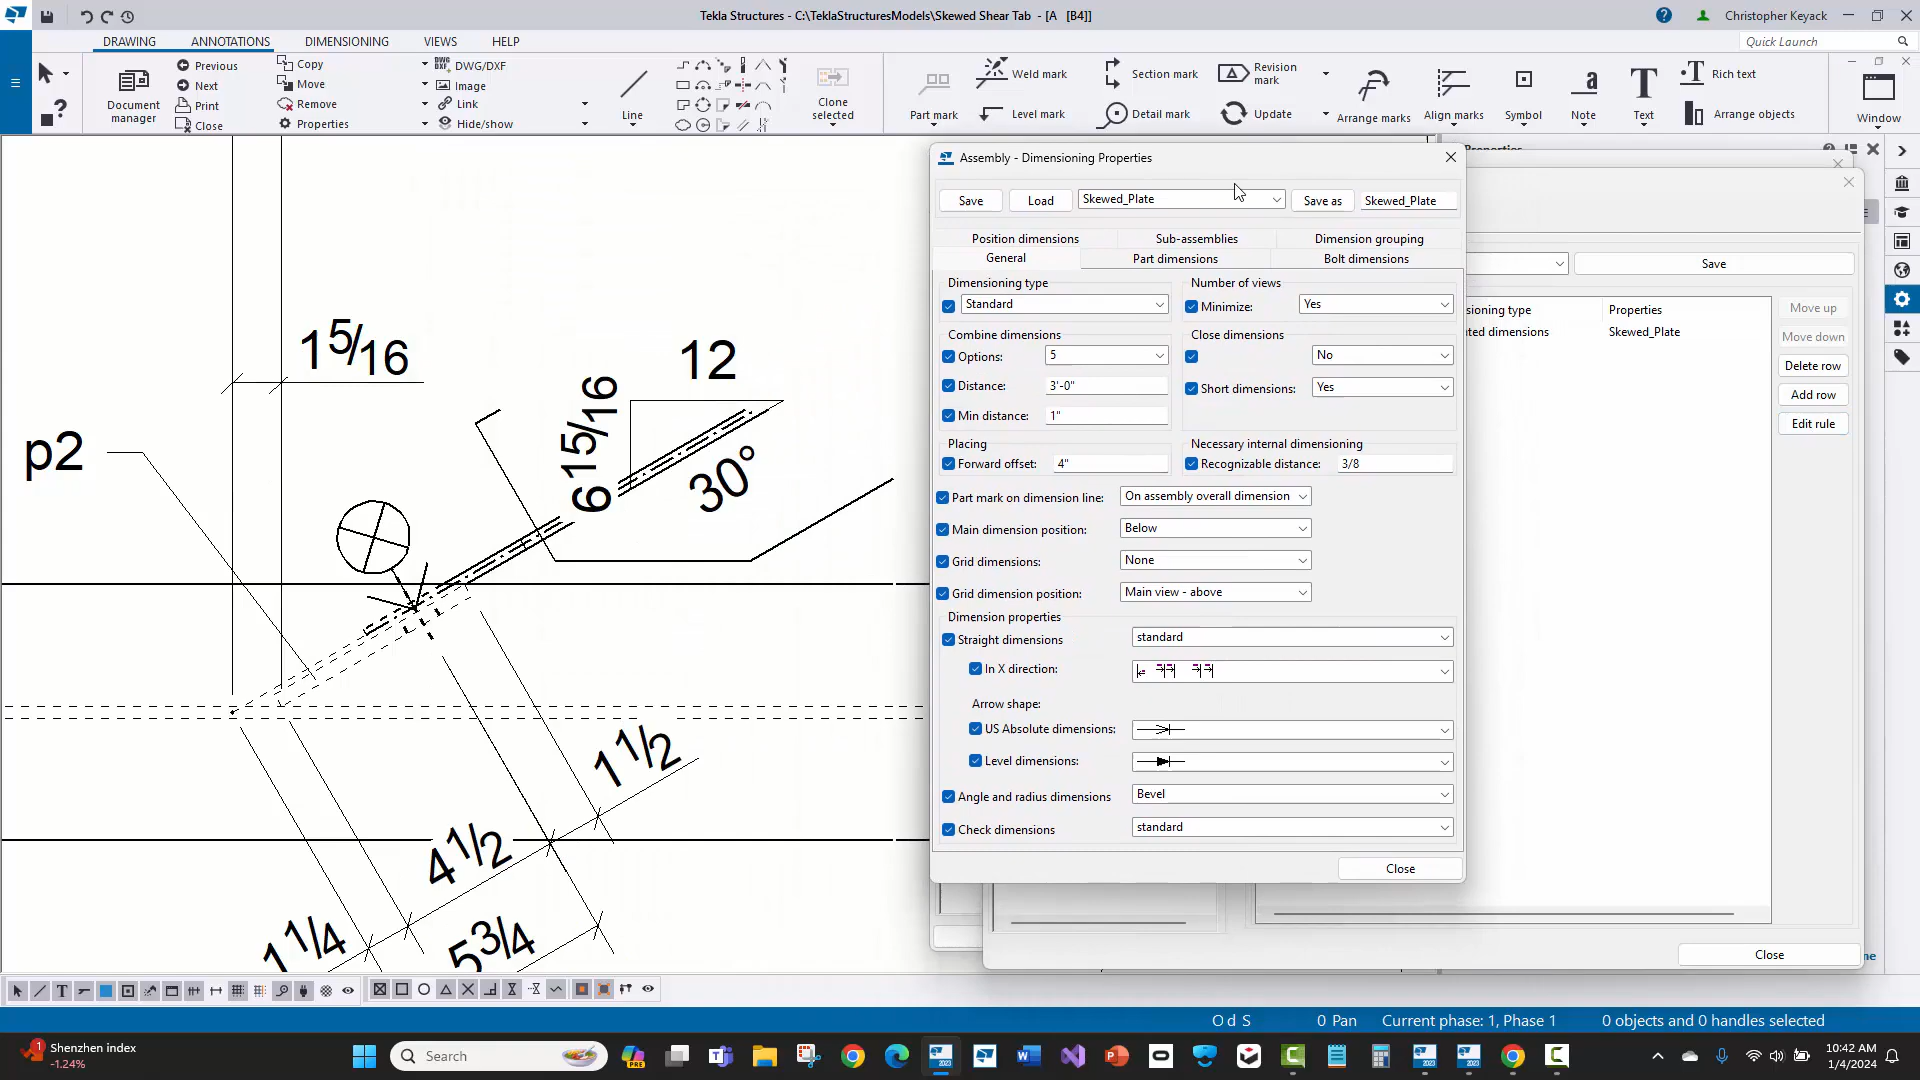 Tekla Structures - C:\TeklaStructuresModels\Skewed Shear Tab - [A [B4]]
Christopher Keyack
DRAWING ANNOTATIONS DIMENSIONING VIEWS HELP
Quick Launch
Document manager
Previous
Next
Print
Close
Copy
Move
Remove
Properties
DWG/DXF
Image
Link
Hide/show
Line
Clone selected
Part mark
Weld mark
Level mark
Section mark
Detail mark
Revision mark
Update
Arrange marks
Align marks
Symbol
Note
Text
Rich text
Arrange objects
Window
1 5/16
p2
12
6 15/16
30°
1 1/2
4 1/2
5 3/4
1 1/4
Assembly - Dimensioning Properties
Save Load Skewed_Plate Save as Skewed_Plate
Position dimensions Sub-assemblies Dimension grouping
General Part dimensions Bolt dimensions
Dimensioning type
Standard
Number of views
Minimize: Yes
Combine dimensions
Options: 5
Distance: 3'-0"
Min distance: 1"
Close dimensions
No
Short dimensions: Yes
Placing
Forward offset: 4"
Necessary internal dimensioning
Recognizable distance: 3/8
Part mark on dimension line: On assembly overall dimension
Main dimension position: Below
Grid dimensions: None
Grid dimension position: Main view - above
Dimension properties
Straight dimensions standard
In X direction:
Arrow shape:
US Absolute dimensions:
Level dimensions:
Angle and radius dimensions Bevel
Check dimensions standard
Close
Save
Properties
Skewed_Plate
Move up
Move down
Delete row
Add row
Edit rule
Close
O d S
0 Pan
Current phase: 1, Phase 1
0 objects and 0 handles selected
Shenzhen index
-1.24%
Search
10:42 AM
1/4/2024